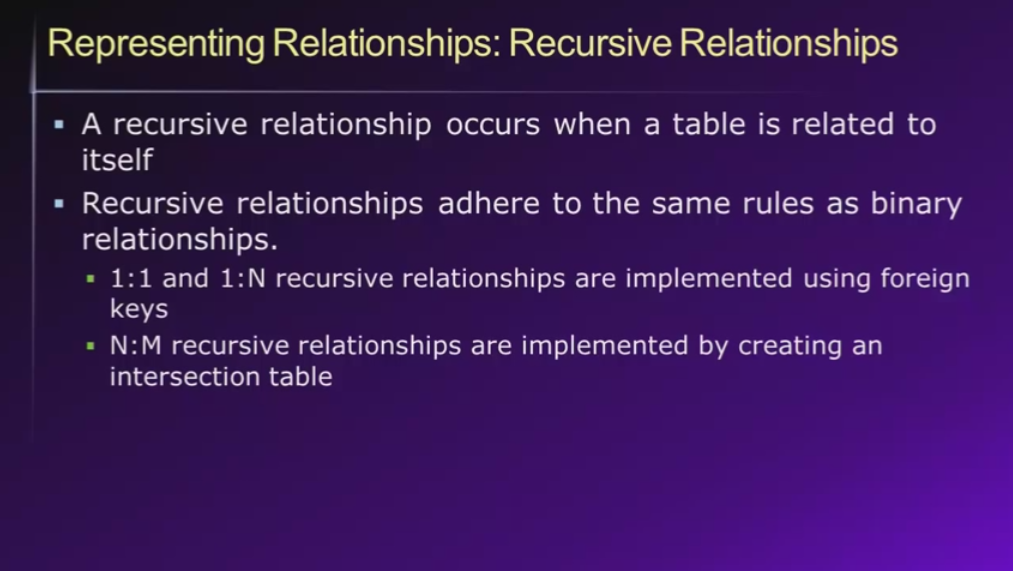 Representing Relationships: Recursive Relationships
▪ A recursive relationship occurs when a table is related to
itself
▪ Recursive relationships adhere to the same rules as binary
relationships.
▪ 1:1 and 1:N recursive relationships are implemented using foreign
keys
▪ N:M recursive relationships are implemented by creating an
intersection table